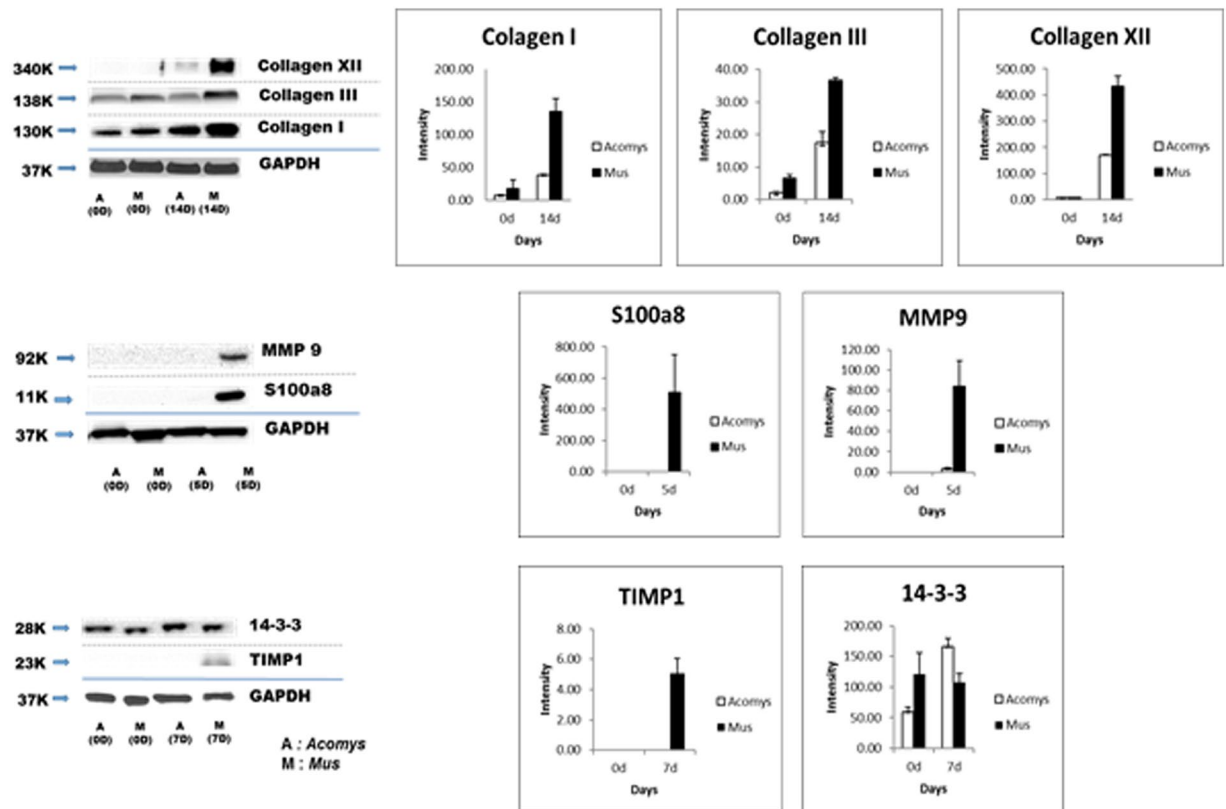 340K Collagen XII
138K Collagen III
130K Collagen I
37K GAPDH
A M A M
(0D) (0D) (14D) (14D)
Colagen I
200.00
150.00
100.00
50.00
0.00
Intensity
0d 14d
Days
Acomys
Mus
Collagen III
40.00
30.00
20.00
10.00
0.00
Intensity
0d 14d
Days
Acomys
Mus
Collagen XII
500.00
400.00
300.00
200.00
100.00
0.00
Intensity
0d 14d
Days
Acomys
Mus
92K MMP 9
11K S100a8
37K GAPDH
A M A M
(0D) (0D) (5D) (5D)
S100a8
800.00
600.00
400.00
200.00
0.00
Intensity
0d 5d
Days
Acomys
Mus
MMP9
120.00
100.00
80.00
60.00
40.00
20.00
0.00
Intensity
0d 5d
Days
Acomys
Mus
28K 14-3-3
23K TIMP1
37K GAPDH
A M A M
(0D) (0D) (7D) (7D)
A : Acomys
M : Mus
TIMP1
8.00
6.00
4.00
2.00
0.00
Intensity
0d 7d
Days
Acomys
Mus
14-3-3
200.00
150.00
100.00
50.00
0.00
Intensity
0d 7d
Days
Acomys
Mus